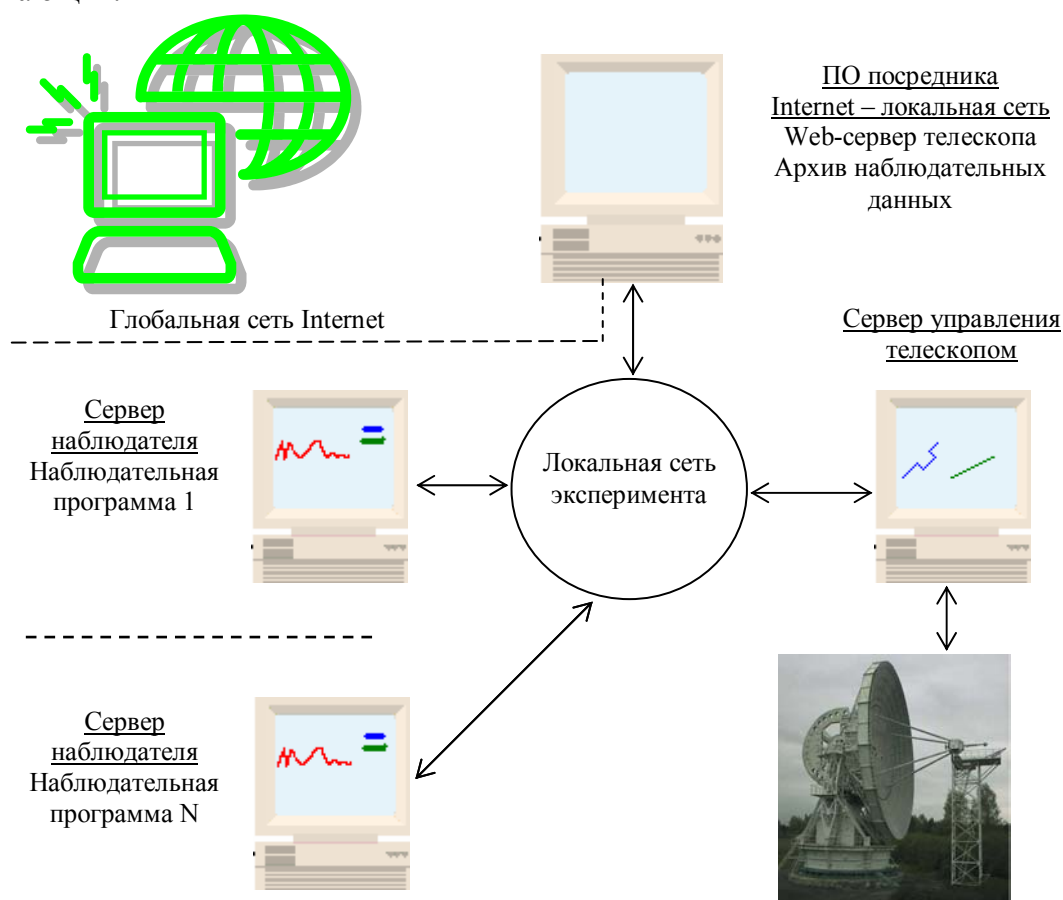 ПО посредника
Internet – локальная сеть
Web-сервер телескопа
Архив наблюдательных
данных
Глобальная сеть Internet
Сервер управления
телескопом
Сервер
наблюдателя
Наблюдательная
программа 1
Локальная сеть
эксперимента
Сервер
наблюдателя
Наблюдательная
программа N